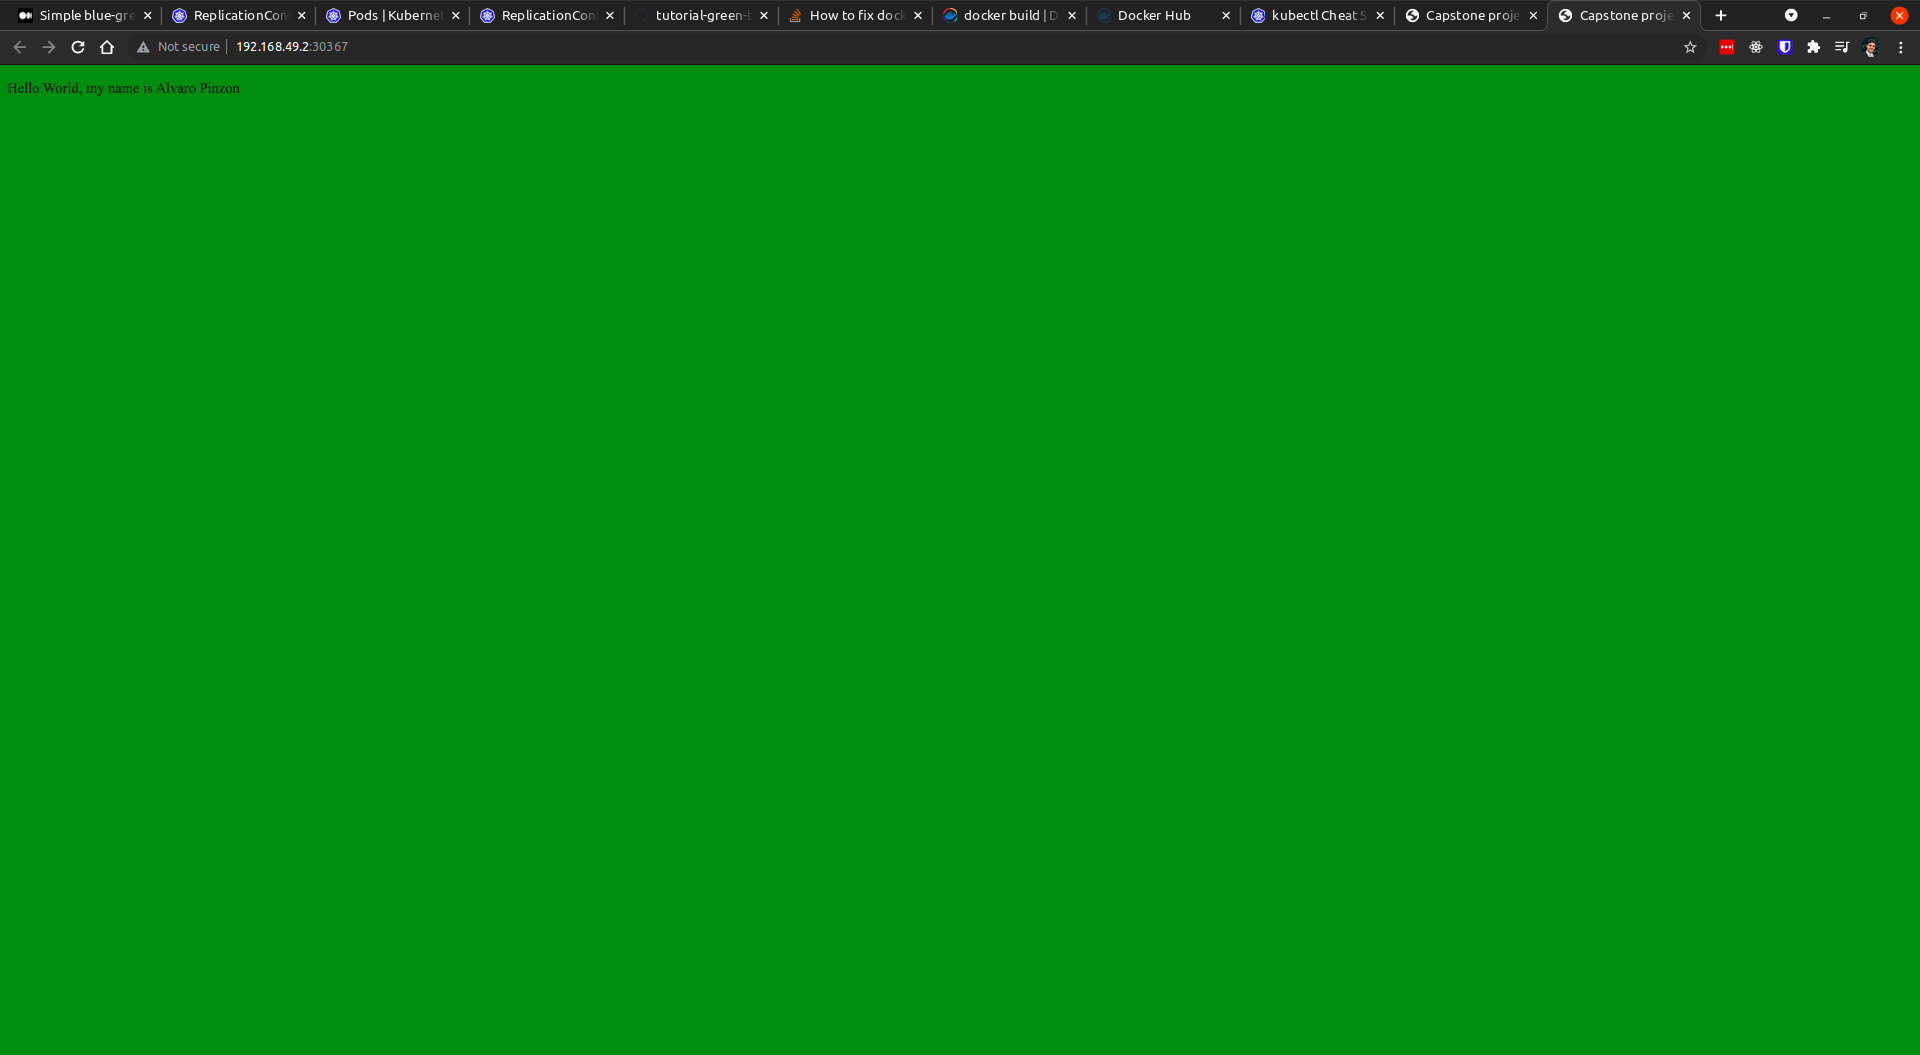 Simple blue-gre
ReplicationCon
Pods | Kuberne
ReplicationCon
tutorial-green-
How to fix dock
docker build | D
Docker Hub
kubectl Cheat S
Capstone proje
Capstone proje
Not secure
192.168.49.2:30367
Hello World, my name is Alvaro Pinzon